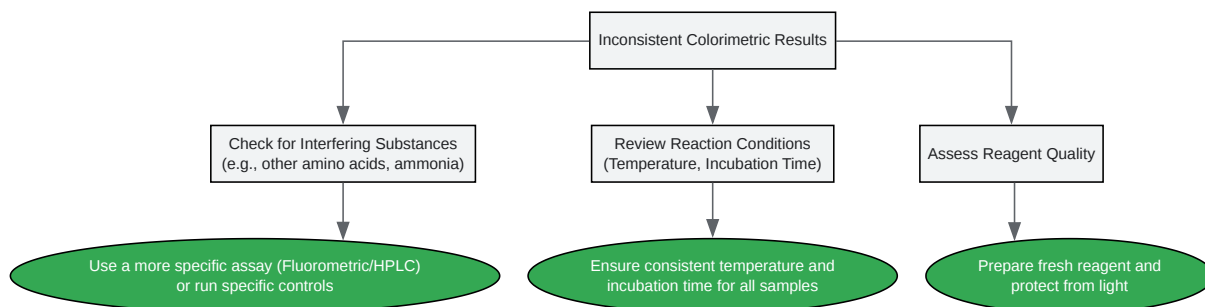 Inconsistent Colorimetric Results
Check for Interfering Substances
(e.g., other amino acids, ammonia)
Review Reaction Conditions
(Temperature, Incubation Time)
Assess Reagent Quality
Use a more specific assay (Fluorometric/HPLC)
or run specific controls
Ensure consistent temperature and
incubation time for all samples
Prepare fresh reagent and
protect from light